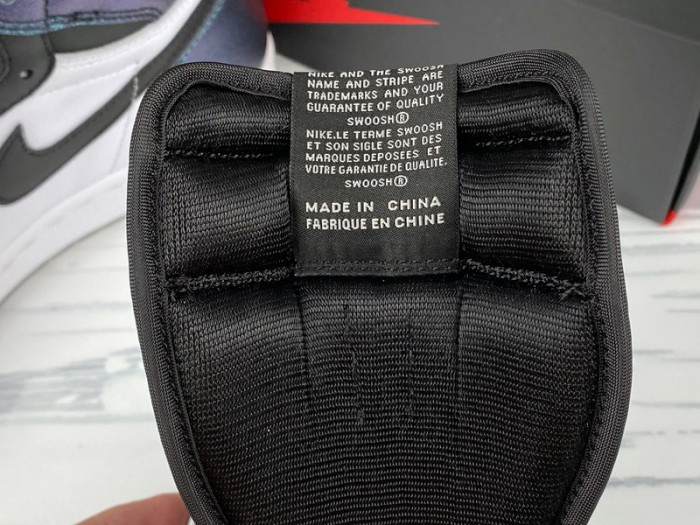 NIKE AND THE SWOOSH
NAME AND STRIPE ARE
TRADEMARKS AND YOUR
GUARANTEE OF QUALITY
SWOOSH®
NIKE.LE TERME SWOOSH
ET SON SIGLE SONT DES
MARQUES DEPOSEES ET
VOTRE GARANTIE DE QUALITE.
SWOOSH®
MADE IN CHINA
FABRIQUE EN CHINE